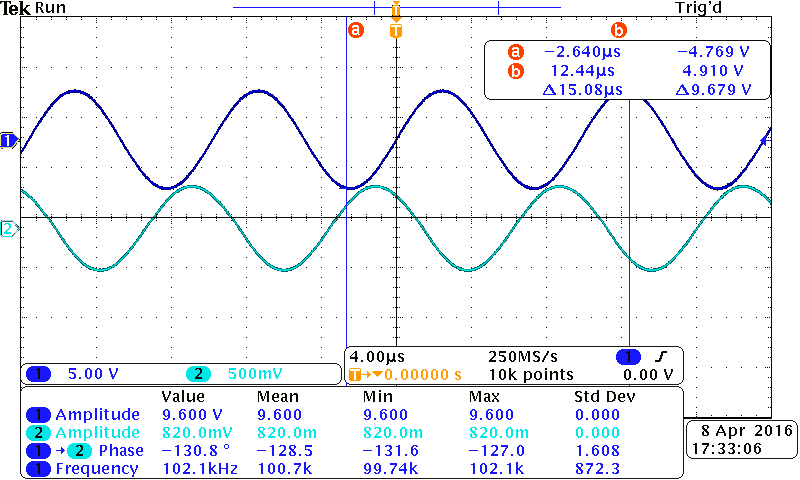 Tek Run Trig'd
T
a T b
a −2.640µs −4.769 V
b 12.44µs 4.910 V
Δ15.08µs Δ9.679 V
1
2
1 5.00 V 2 500mV
4.00µs 250MS/s 1
T→▼0.00000 s 10k points 0.00 V
Value Mean Min Max Std Dev
1 Amplitude 9.600 V 9.600 9.600 9.600 0.000
2 Amplitude 820.0mV 820.0m 820.0m 820.0m 0.000
1 → 2 Phase −130.8 ° −128.5 −131.6 −127.0 1.608
1 Frequency 102.1kHz 100.7k 99.74k 102.1k 872.3
8 Apr 2016
17:33:06